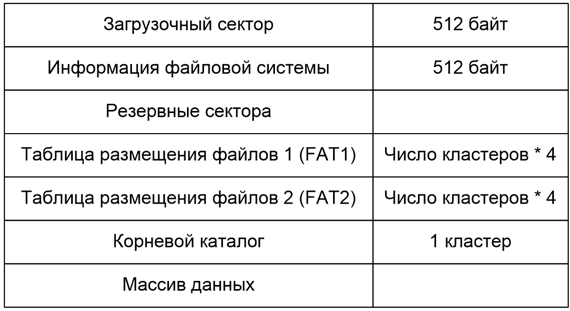 Загрузочный сектор 512 байт
Информация файловой системы 512 байт
Резервные сектора
Таблица размещения файлов 1 (FAT1) Число кластеров * 4
Таблица размещения файлов 2 (FAT2) Число кластеров * 4
Корневой каталог 1 кластер
Массив данных